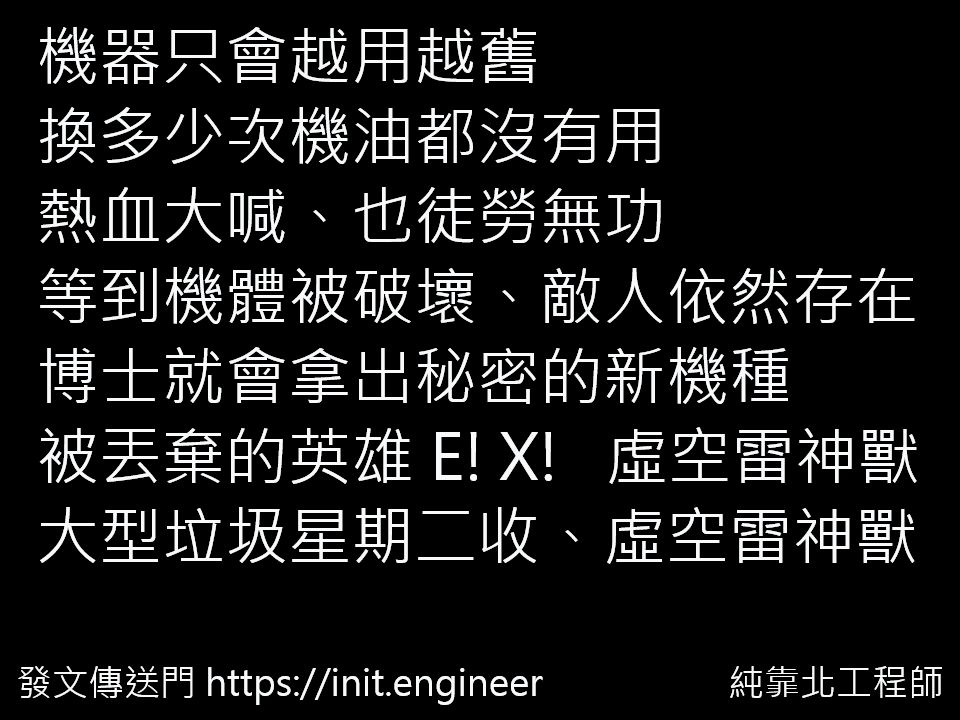 機器只會越用越舊
換多少次機油都沒有用
熱血大喊、也徒勞無功
等到機體被破壞、敵人依然存在
博士就會拿出秘密的新機種
被丟棄的英雄 E! X!   虛空雷神獸
大型垃圾星期二收、虛空雷神獸
發文傳送門 https://init.engineer
純靠北工程師